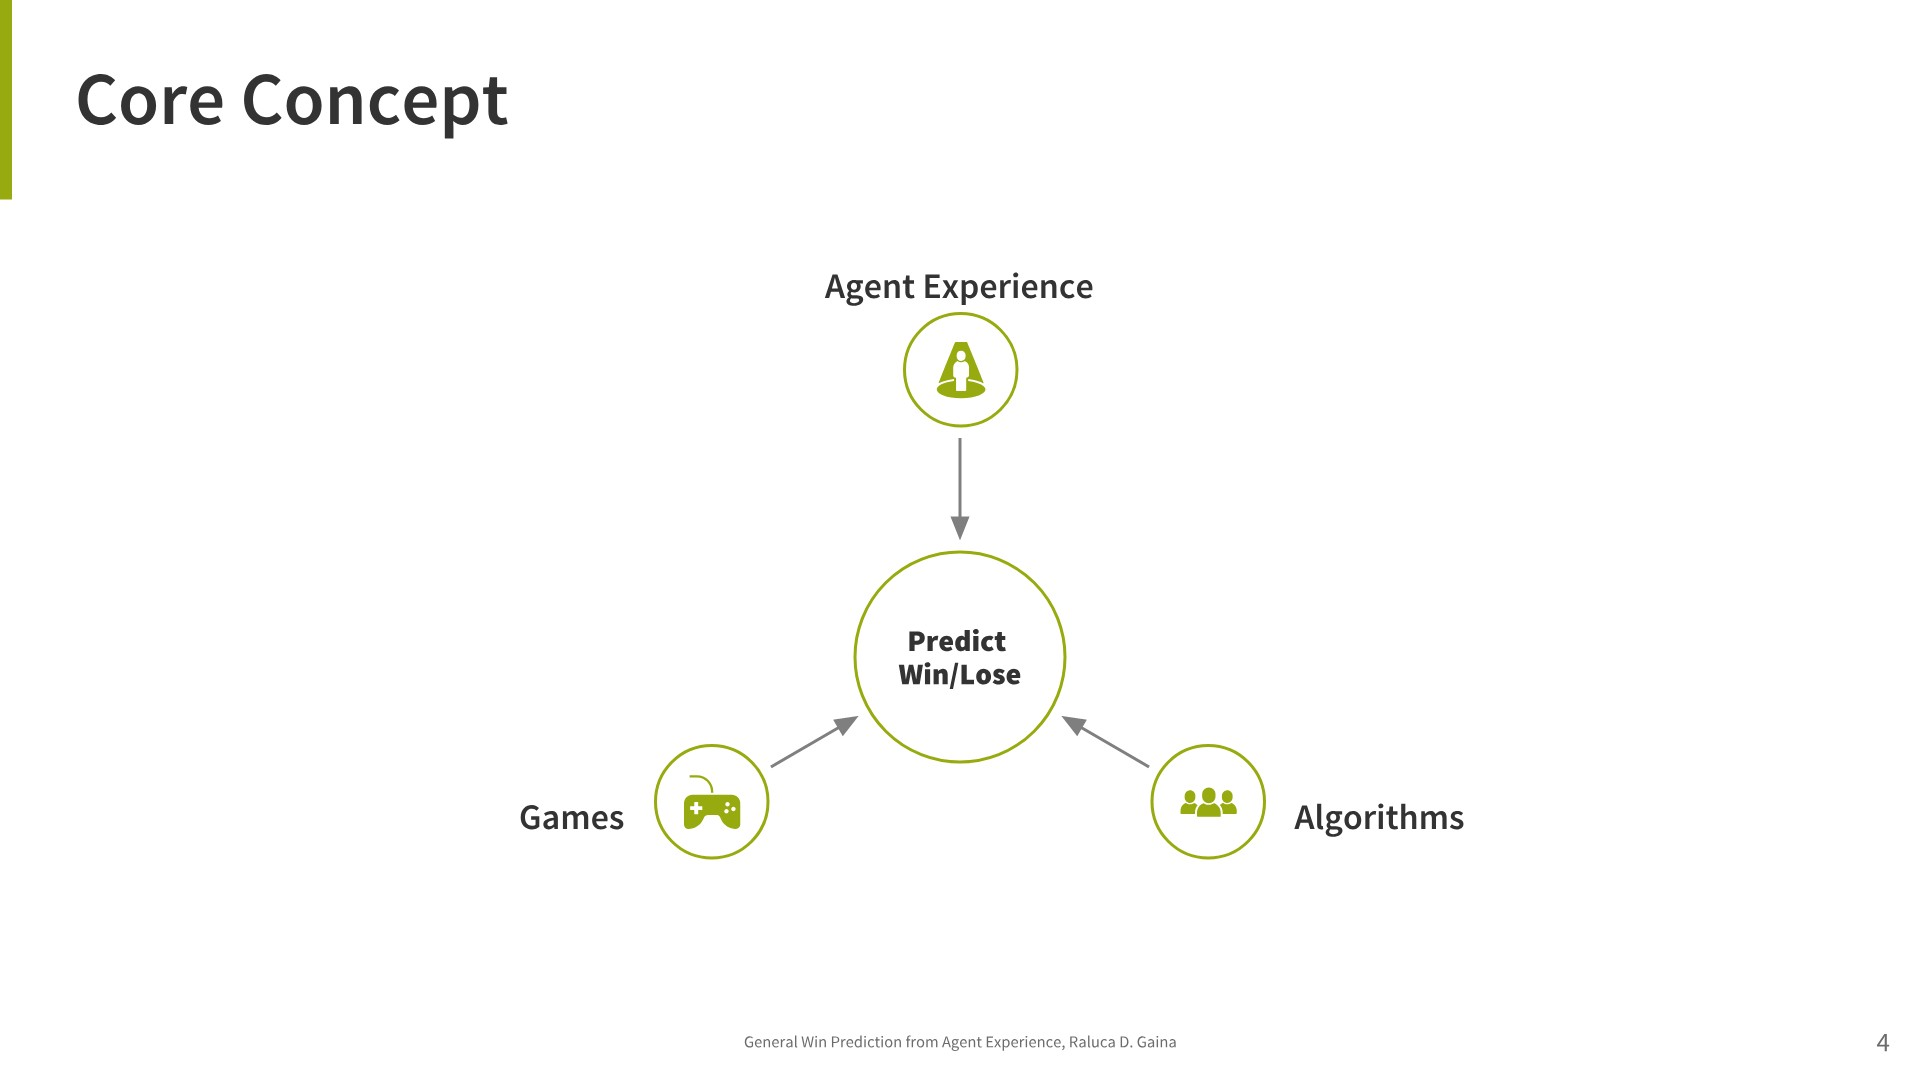 Core Concept
Agent Experience
Predict
Win/Lose
Games
Algorithms
General Win Prediction from Agent Experience, Raluca D. Gaina
4